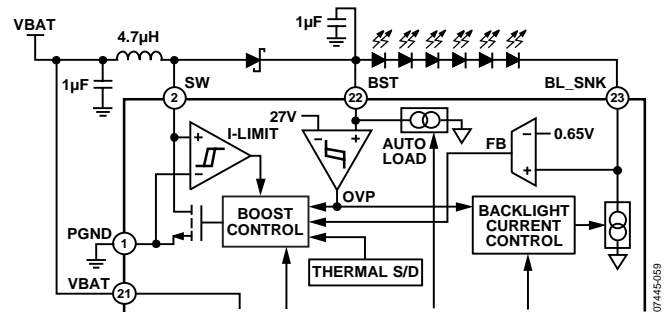 VBAT
4.7µH
1µF
1µF
SW
BST
BL_SNK
2
22
23
27V
I-LIMIT
AUTO
LOAD
FB
0.65V
+
–
–
+
–
+
OVP
BOOST
CONTROL
BACKLIGHT
CURRENT
CONTROL
PGND
1
THERMAL S/D
VBAT
21
07445-059